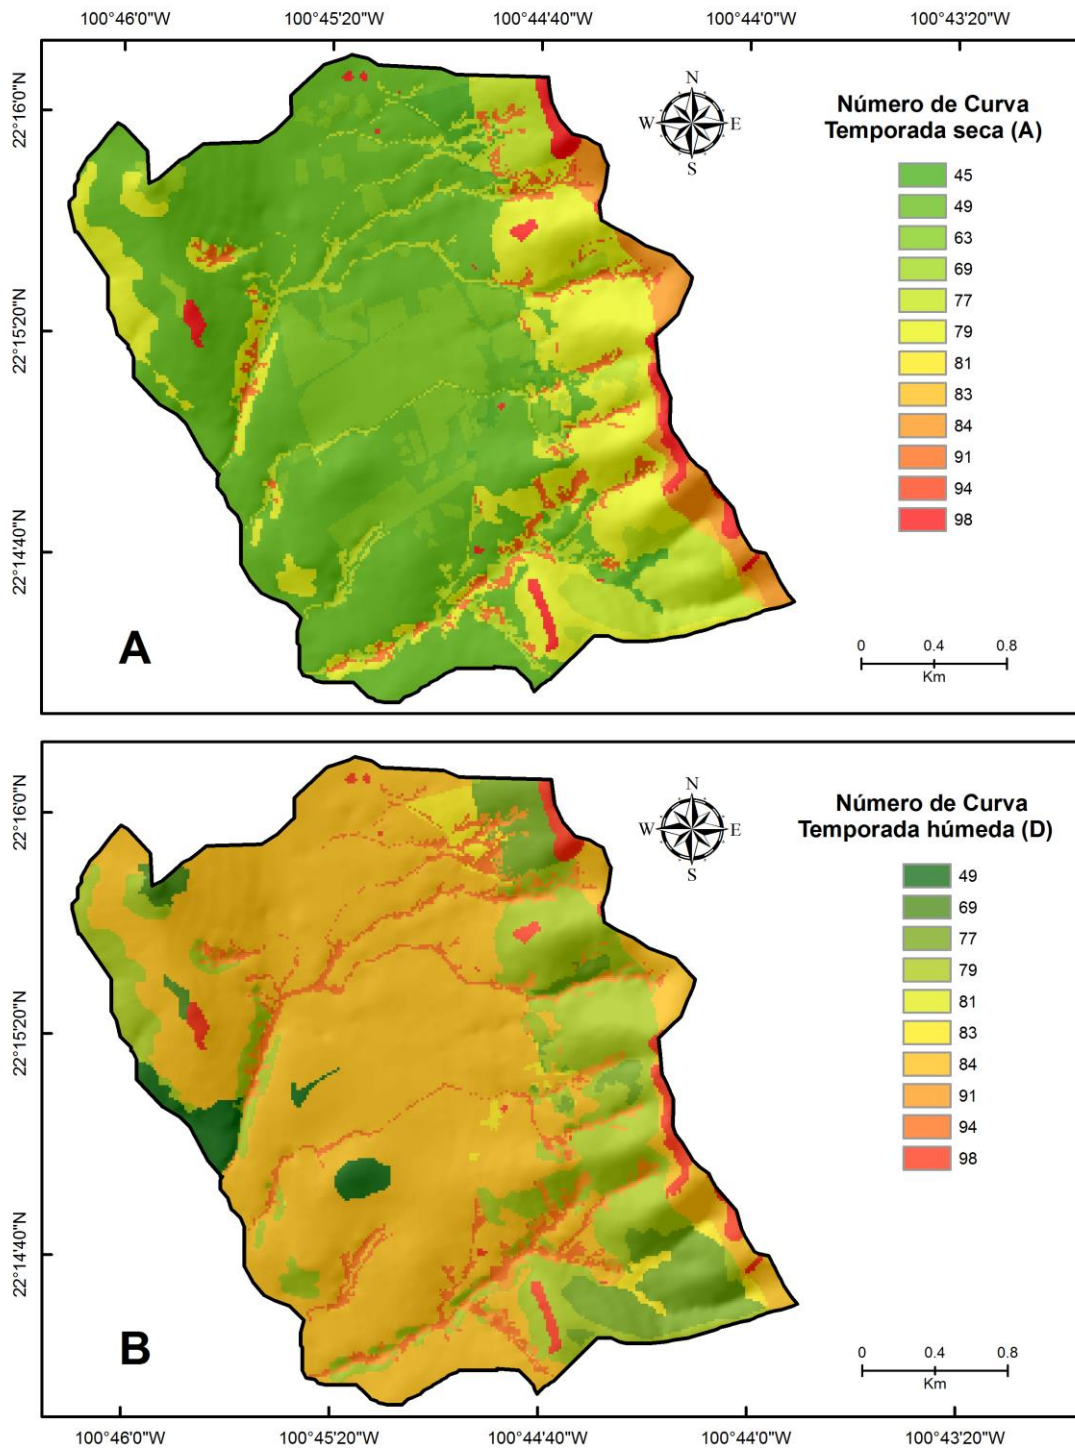 100°46'0"W 100°45'20"W 100°44'40"W 100°44'0"W 100°43'20"W
22°16'0"N
22°15'20"N
22°14'40"N
N
W E
S
Número de Curva
Temporada seca (A)
45
49
63
69
77
79
81
83
84
91
94
98
A
0 0.4 0.8
Km
22°16'0"N
22°15'20"N
22°14'40"N
N
W E
S
Número de Curva
Temporada húmeda (D)
49
69
77
79
81
83
84
91
94
98
B
0 0.4 0.8
Km
100°46'0"W 100°45'20"W 100°44'40"W 100°44'0"W 100°43'20"W